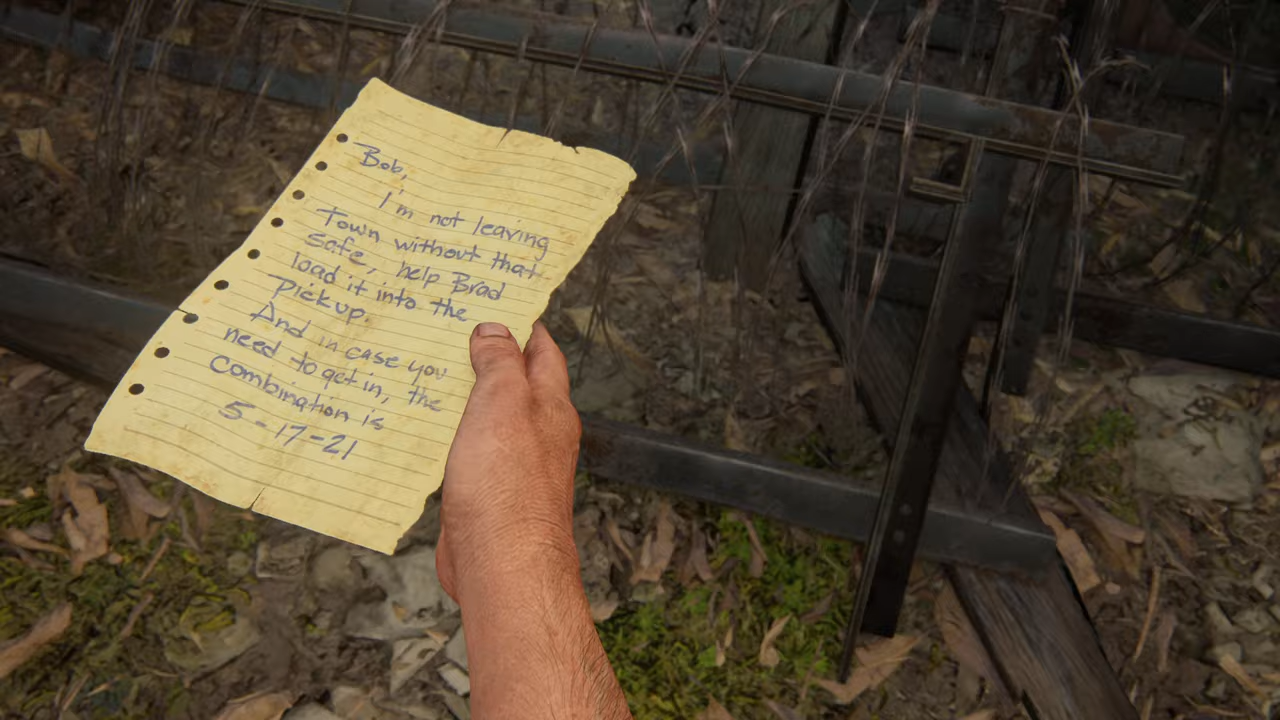 Bob,
I'm not leaving
Town without that
safe, help Brad
load it into the
Pickup.
And in case you
need to get in, the
Combination is
5-17-21